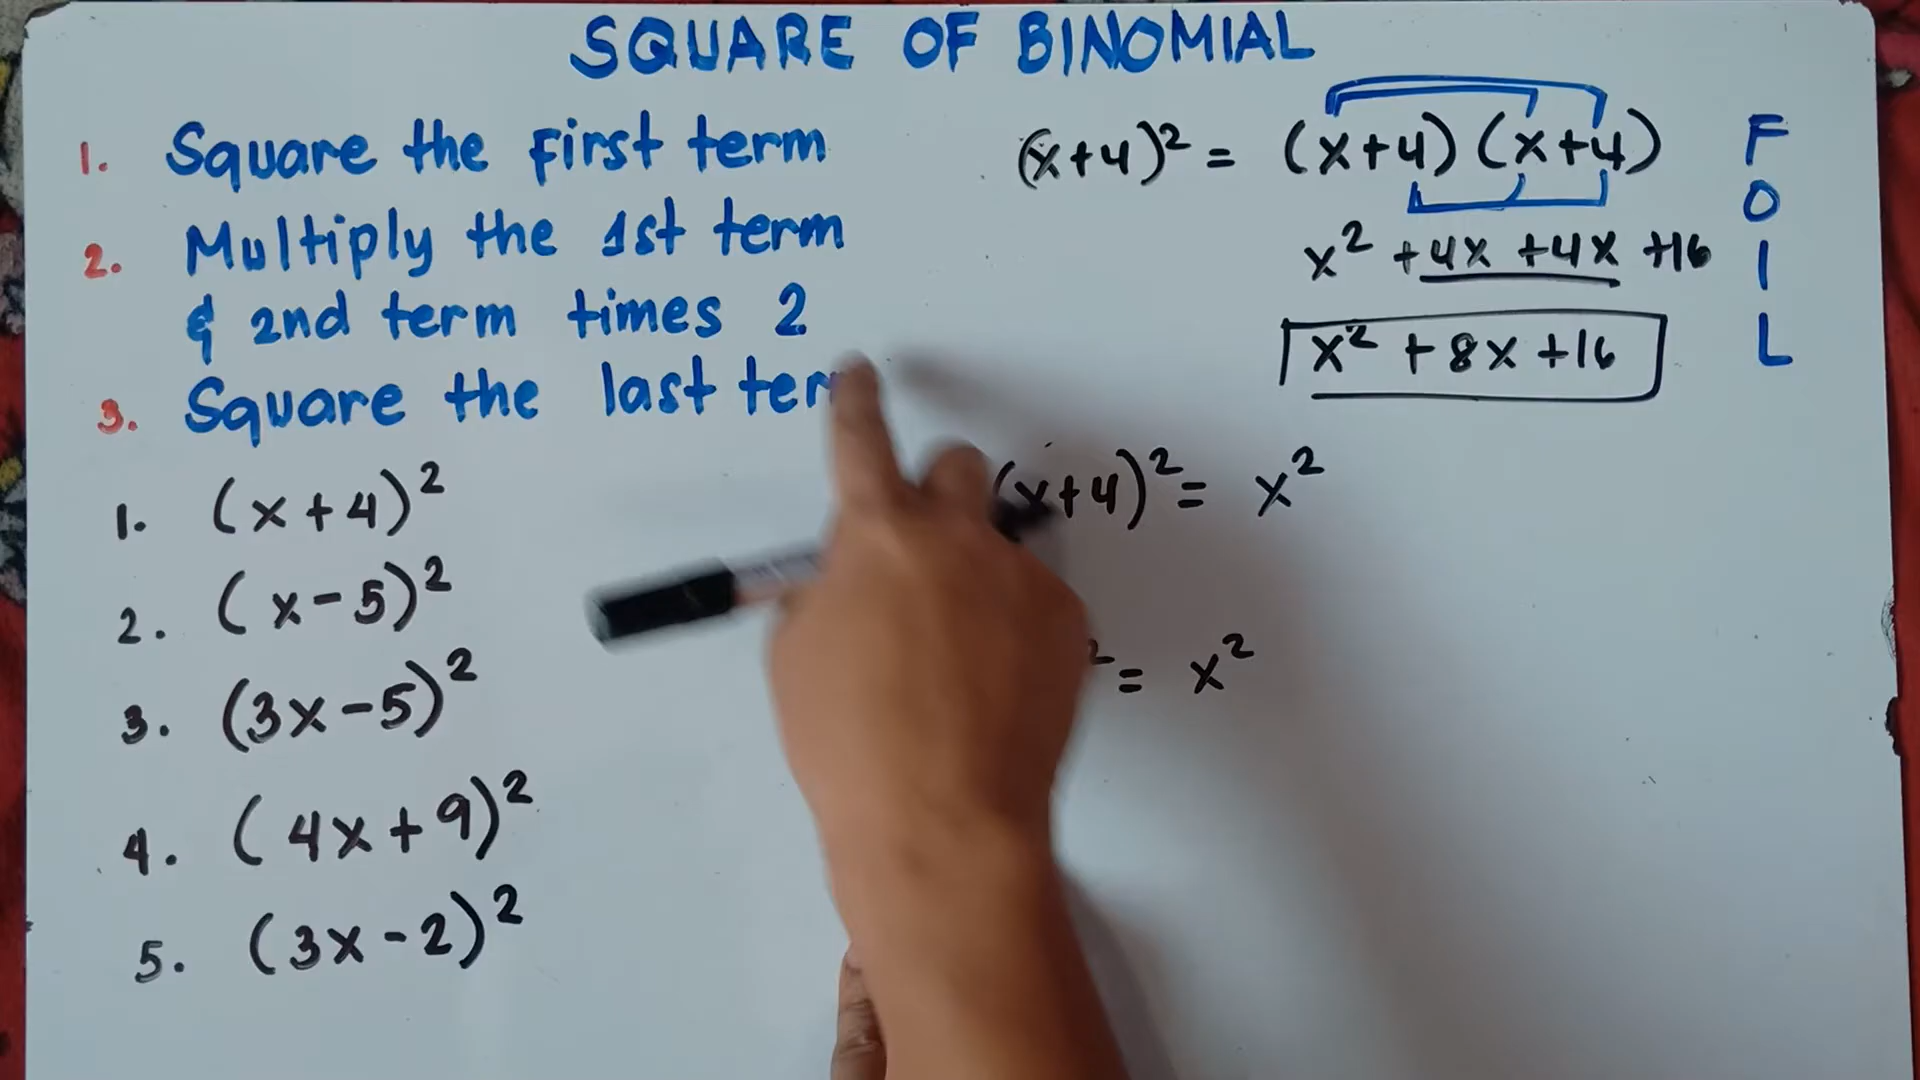 SQUARE OF BINOMIAL
1. Square the first term
2. Multiply the 1st term
& 2nd term times 2
3. Square the last
1. (x+4)²
2. (x-5)²
3. (3x-5)²
4. (4x+9)²
5. (3x-2)²
(x+4)² = (x+4)(x+4)
x² +4x +4x +16
x² +8x +16
F
O
I
L
(x+4)² = x²
² = x²